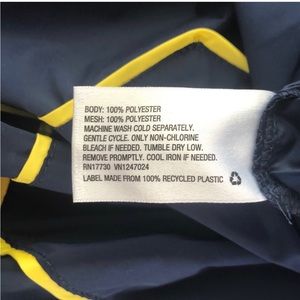 BODY: 100% POLYESTER
MESH: 100% POLYESTER
MACHINE WASH COLD SEPARATELY.
GENTLE CYCLE. ONLY NON-CHLORINE
BLEACH IF NEEDED. TUMBLE DRY LOW.
REMOVE PROMPTLY. COOL IRON IF NEEDED.
RN17730 VN1247024
LABEL MADE FROM 100% RECYCLED PLASTIC